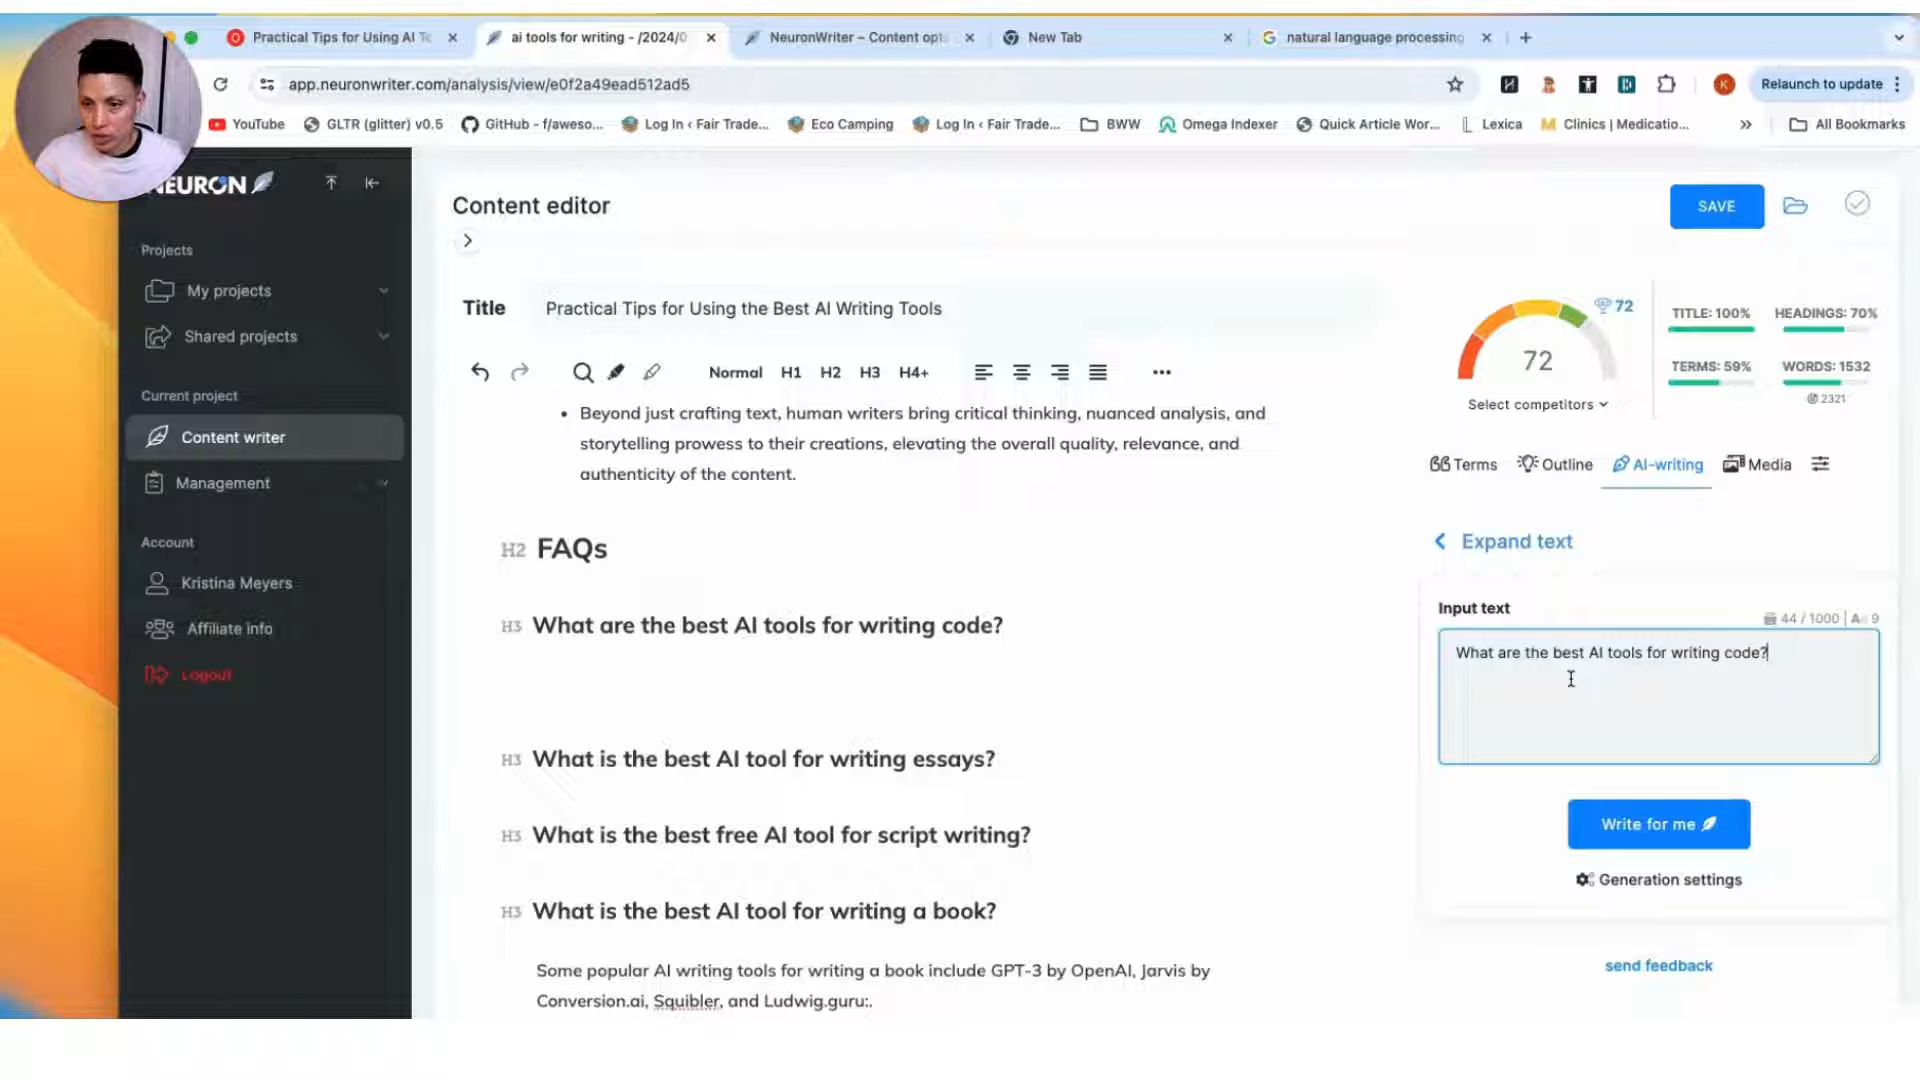 Practical Tips for Using AI To
ai tools for writing - /2024/0
NeuronWriter – Content opt
New Tab
natural language processing
app.neuronwriter.com/analysis/view/e0f2a49ead512ad5
K
Relaunch to update
YouTube
GLTR (glitter) v0.5
GitHub - f/aweso...
Log In ‹ Fair Trade...
Eco Camping
Log In ‹ Fair Trade...
BWW
Omega Indexer
Quick Article Wor...
Lexica
Clinics | Medicatio...
All Bookmarks
NEURON
Projects
My projects
Shared projects
Current project
Content writer
Management
Account
Kristina Meyers
Affiliate info
Logout
Content editor
SAVE
Title
Practical Tips for Using the Best AI Writing Tools
Normal H1 H2 H3 H4+
• Beyond just crafting text, human writers bring critical thinking, nuanced analysis, and
storytelling prowess to their creations, elevating the overall quality, relevance, and
authenticity of the content.
H2 FAQs
H3 What are the best AI tools for writing code?
H3 What is the best AI tool for writing essays?
H3 What is the best free AI tool for script writing?
H3 What is the best AI tool for writing a book?
Some popular AI writing tools for writing a book include GPT-3 by OpenAI, Jarvis by
Conversion.ai, Squibler, and Ludwig.guru:.
72
72
Select competitors
TITLE: 100%
HEADINGS: 70%
TERMS: 59%
WORDS: 1532
2321
Terms
Outline
AI-writing
Media
Expand text
Input text
44 / 1000 | A 9
What are the best AI tools for writing code?
Write for me
Generation settings
send feedback